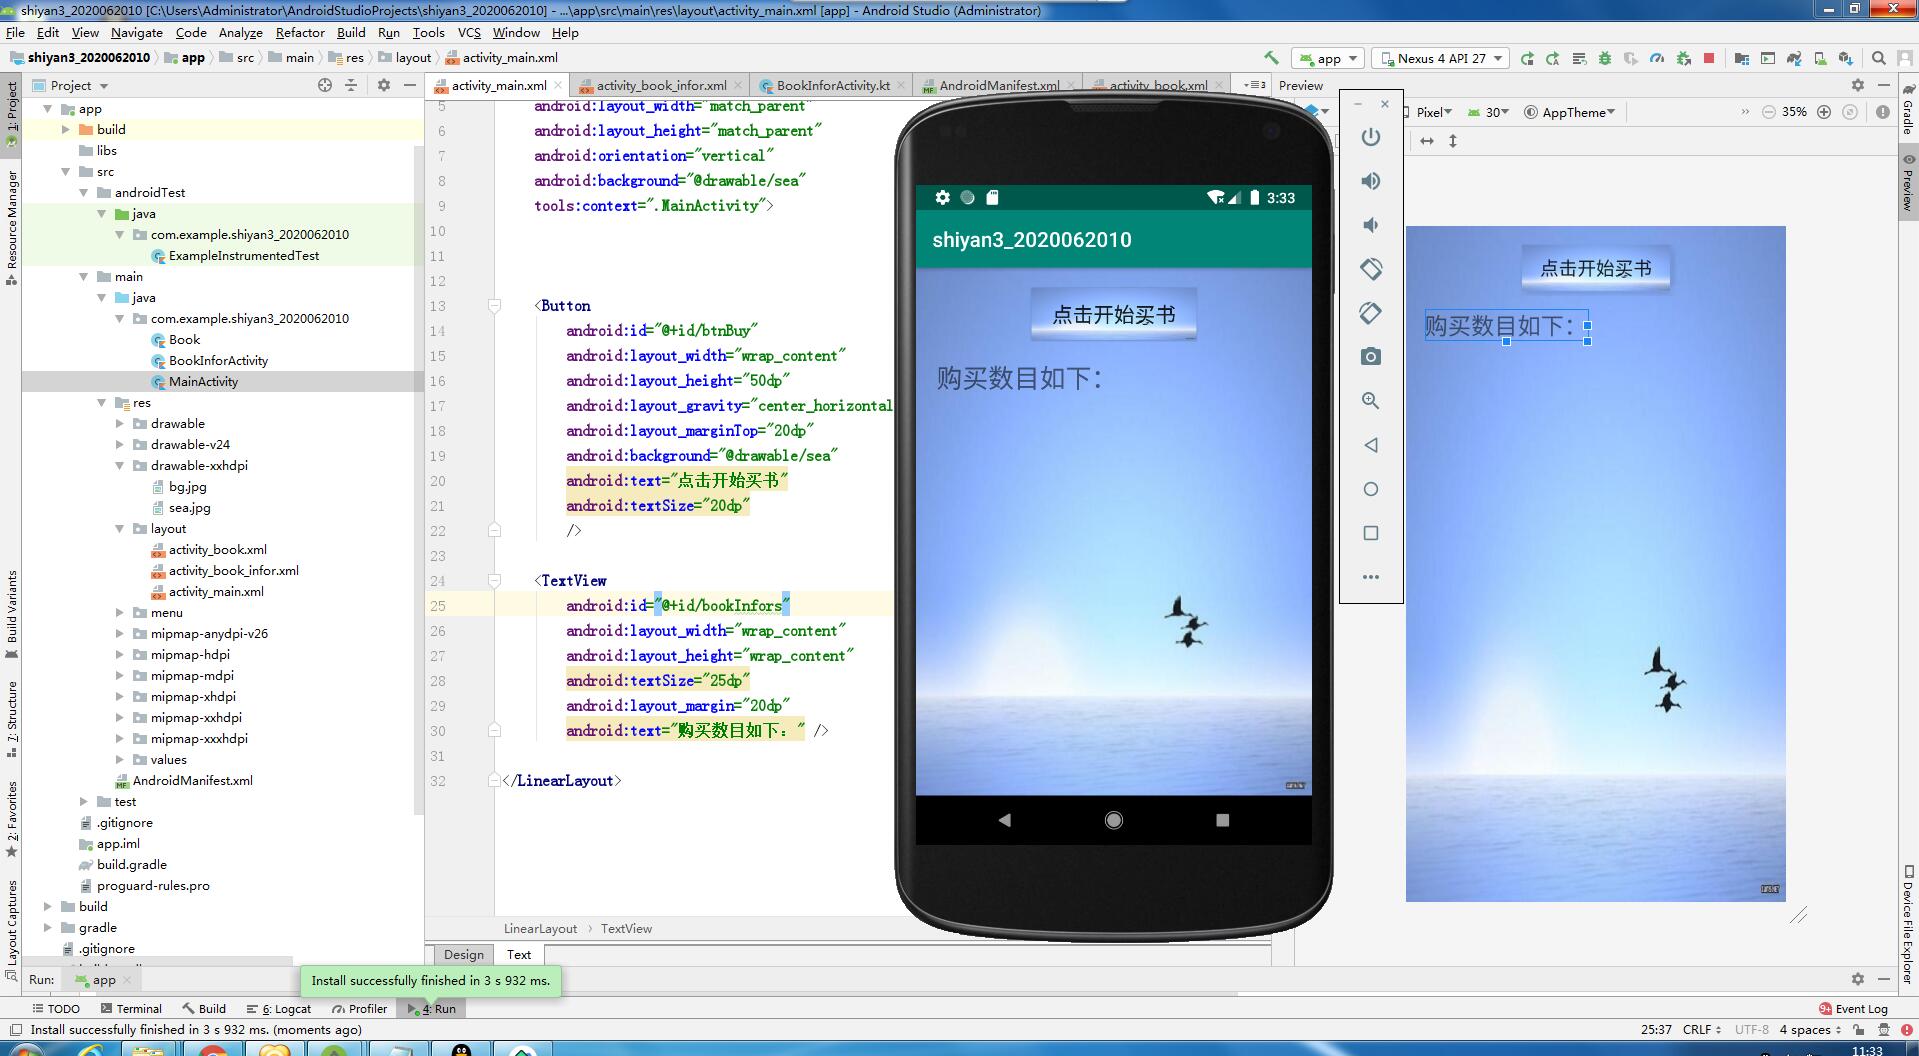 shiyan3_2020062010 [C:\Users\Administrator\AndroidStudioProjects\shiyan3_2020062010] - ...\app\src\main\res\layout\activity_main.xml [app] - Android Studio (Administrator)
File Edit View Navigate Code Analyze Refactor Build Run Tools VCS Window Help
shiyan3_2020062010 app src main res layout activity_main.xml
app Nexus 4 API 27
Project
activity_main.xml activity_book_infor.xml BookInforActivity.kt AndroidManifest.xml activity_book.xml
Preview
Pixel 30 AppTheme 35%
1: Project
Resource Manager
Build Variants
7: Structure
2: Favorites
Layout Captures
app
build
libs
src
androidTest
java
com.example.shiyan3_2020062010
ExampleInstrumentedTest
main
java
com.example.shiyan3_2020062010
Book
BookInforActivity
MainActivity
res
drawable
drawable-v24
drawable-xxhdpi
bg.jpg
sea.jpg
layout
activity_book.xml
activity_book_infor.xml
activity_main.xml
menu
mipmap-anydpi-v26
mipmap-hdpi
mipmap-mdpi
mipmap-xhdpi
mipmap-xxhdpi
mipmap-xxxhdpi
values
AndroidManifest.xml
test
.gitignore
app.iml
build.gradle
proguard-rules.pro
build
gradle
.gitignore
5 android:layout_width="match_parent"
6 android:layout_height="match_parent"
7 android:orientation="vertical"
8 android:background="@drawable/sea"
9 tools:context=".MainActivity">
10
11
12
13 <Button
14 android:id="@+id/btnBuy"
15 android:layout_width="wrap_content"
16 android:layout_height="50dp"
17 android:layout_gravity="center_horizontal
18 android:layout_marginTop="20dp"
19 android:background="@drawable/sea"
20 android:text="点击开始买书"
21 android:textSize="20dp"
22 />
23
24 <TextView
25 android:id="@+id/bookInfors"
26 android:layout_width="wrap_content"
27 android:layout_height="wrap_content"
28 android:textSize="25dp"
29 android:layout_margin="20dp"
30 android:text="购买数目如下：" />
31
32 </LinearLayout>
LinearLayout › TextView
Design Text
3:33
shiyan3_2020062010
点击开始买书
购买数目如下：
点击开始买书
购买数目如下：
Gradle
Preview
Device File Explorer
Run: app
Install successfully finished in 3 s 932 ms.
TODO Terminal Build 6: Logcat Profiler 4: Run
Event Log
Install successfully finished in 3 s 932 ms. (moments ago)
25:37 CRLF UTF-8 4 spaces
11:33